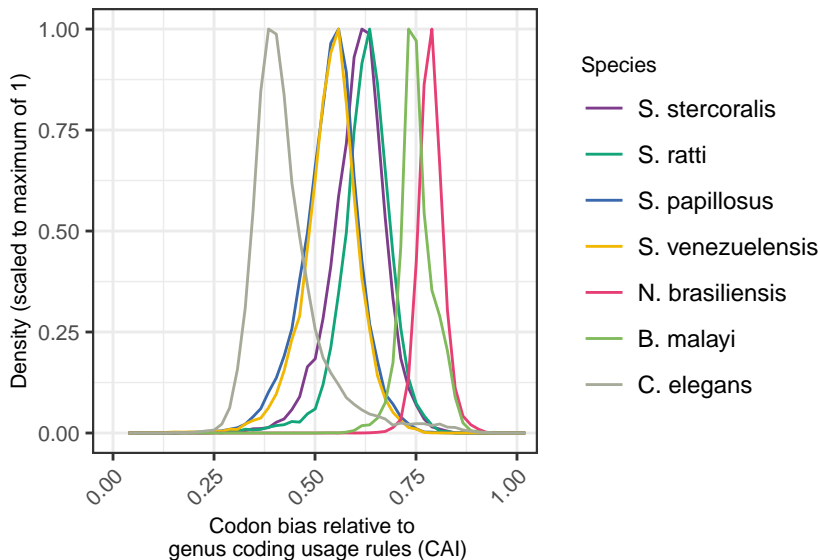 1.00
0.75
0.50
0.25
0.00
Density (scaled to maximum of 1)
0.00
0.25
0.50
0.75
1.00
Codon bias relative to
genus coding usage rules (CAI)
Species
S. stercoralis
S. ratti
S. papillosus
S. venezuelensis
N. brasiliensis
B. malayi
C. elegans